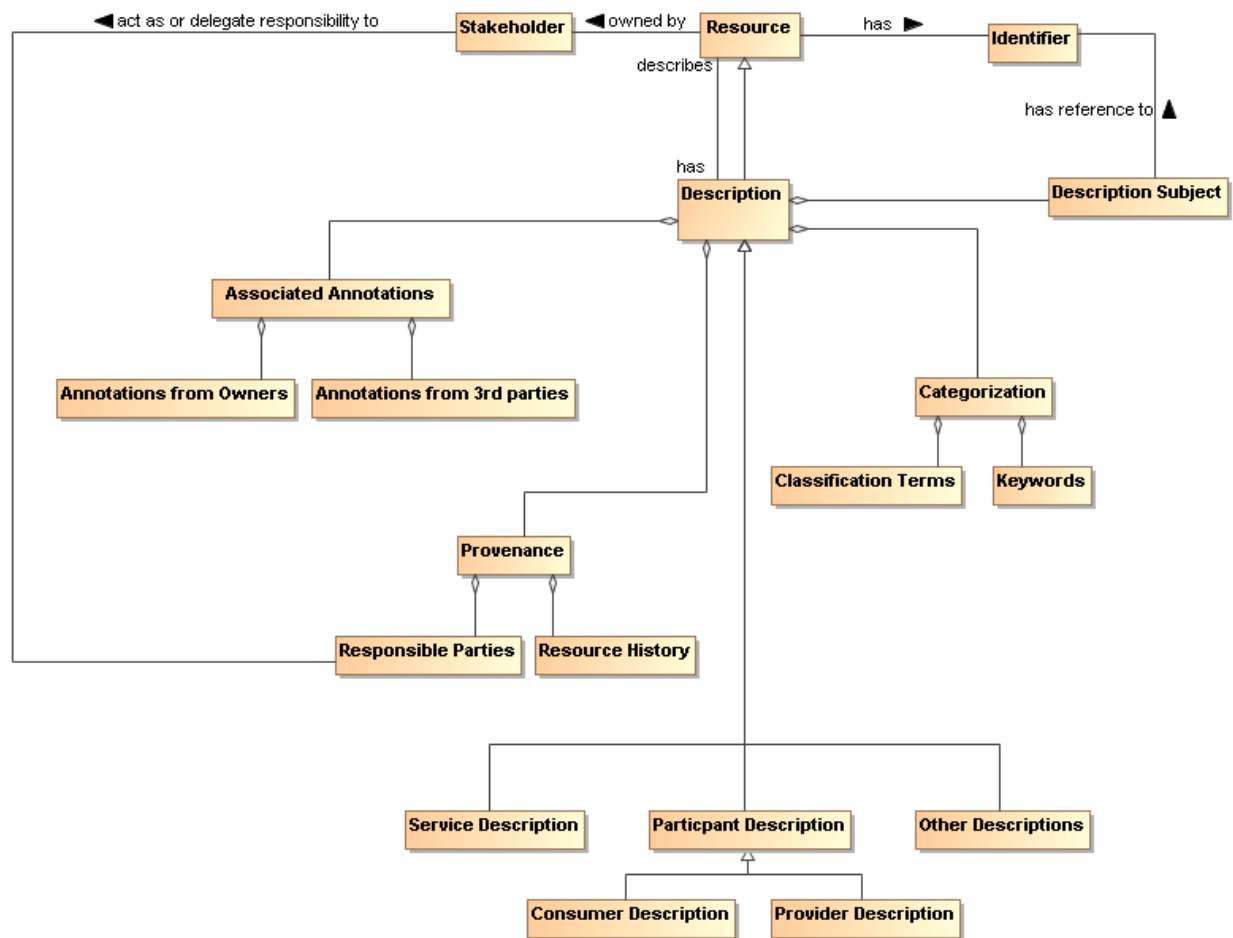 act as or delegate responsibility to
Stakeholder
owned by
Resource
has
Identifier
describes
has reference to
has
Description
Description Subject
Associated Annotations
Annotations from Owners
Annotations from 3rd parties
Categorization
Classification Terms
Keywords
Provenance
Responsible Parties
Resource History
Service Description
Particpant Description
Other Descriptions
Consumer Description
Provider Description